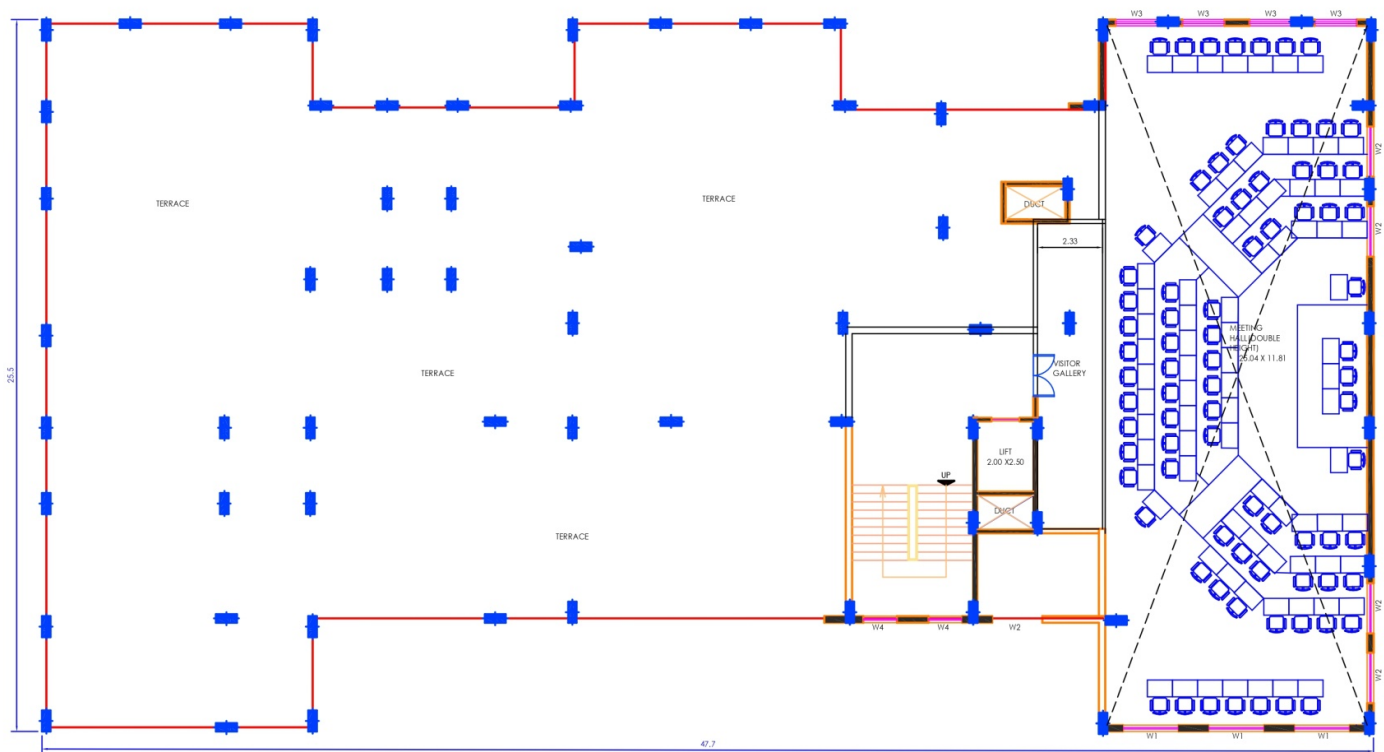 W3
W3
W3
W3
W2
TERRACE
TERRACE
DUCT
W2
2.33
MEETING
HALL(DOUBLE
HEIGHT)
25.04 X 11.81
VISITOR
GALLERY
TERRACE
25.5
LIFT
2.00 X2.50
UP
DUCT
TERRACE
W2
W4
W4
W2
W2
W1
W1
W1
47.7